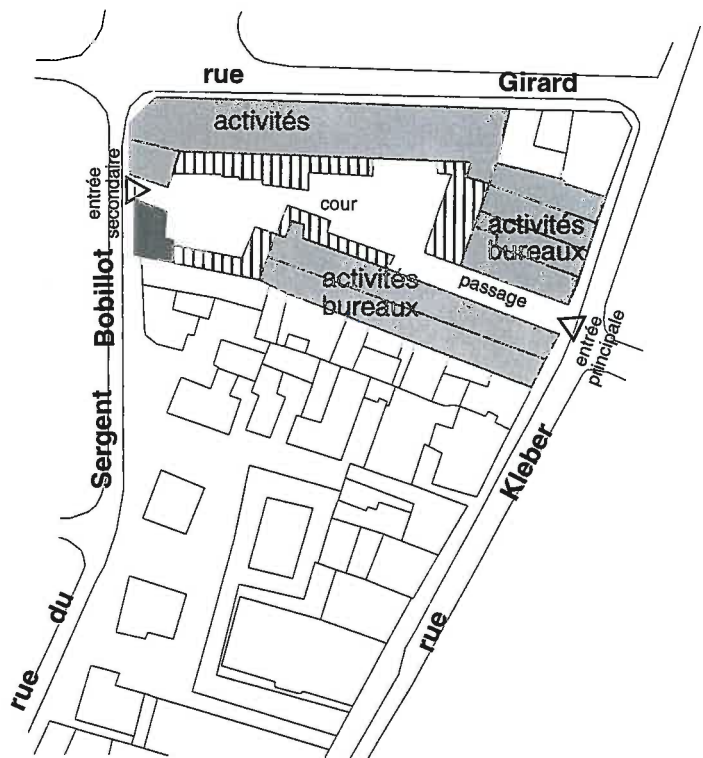 rue Girard
activités
entrée
secondaire
cour
activités
bureaux
activités
bureaux
passage
entrée
principale
rue du Sergent Bobillot
rue Kleber